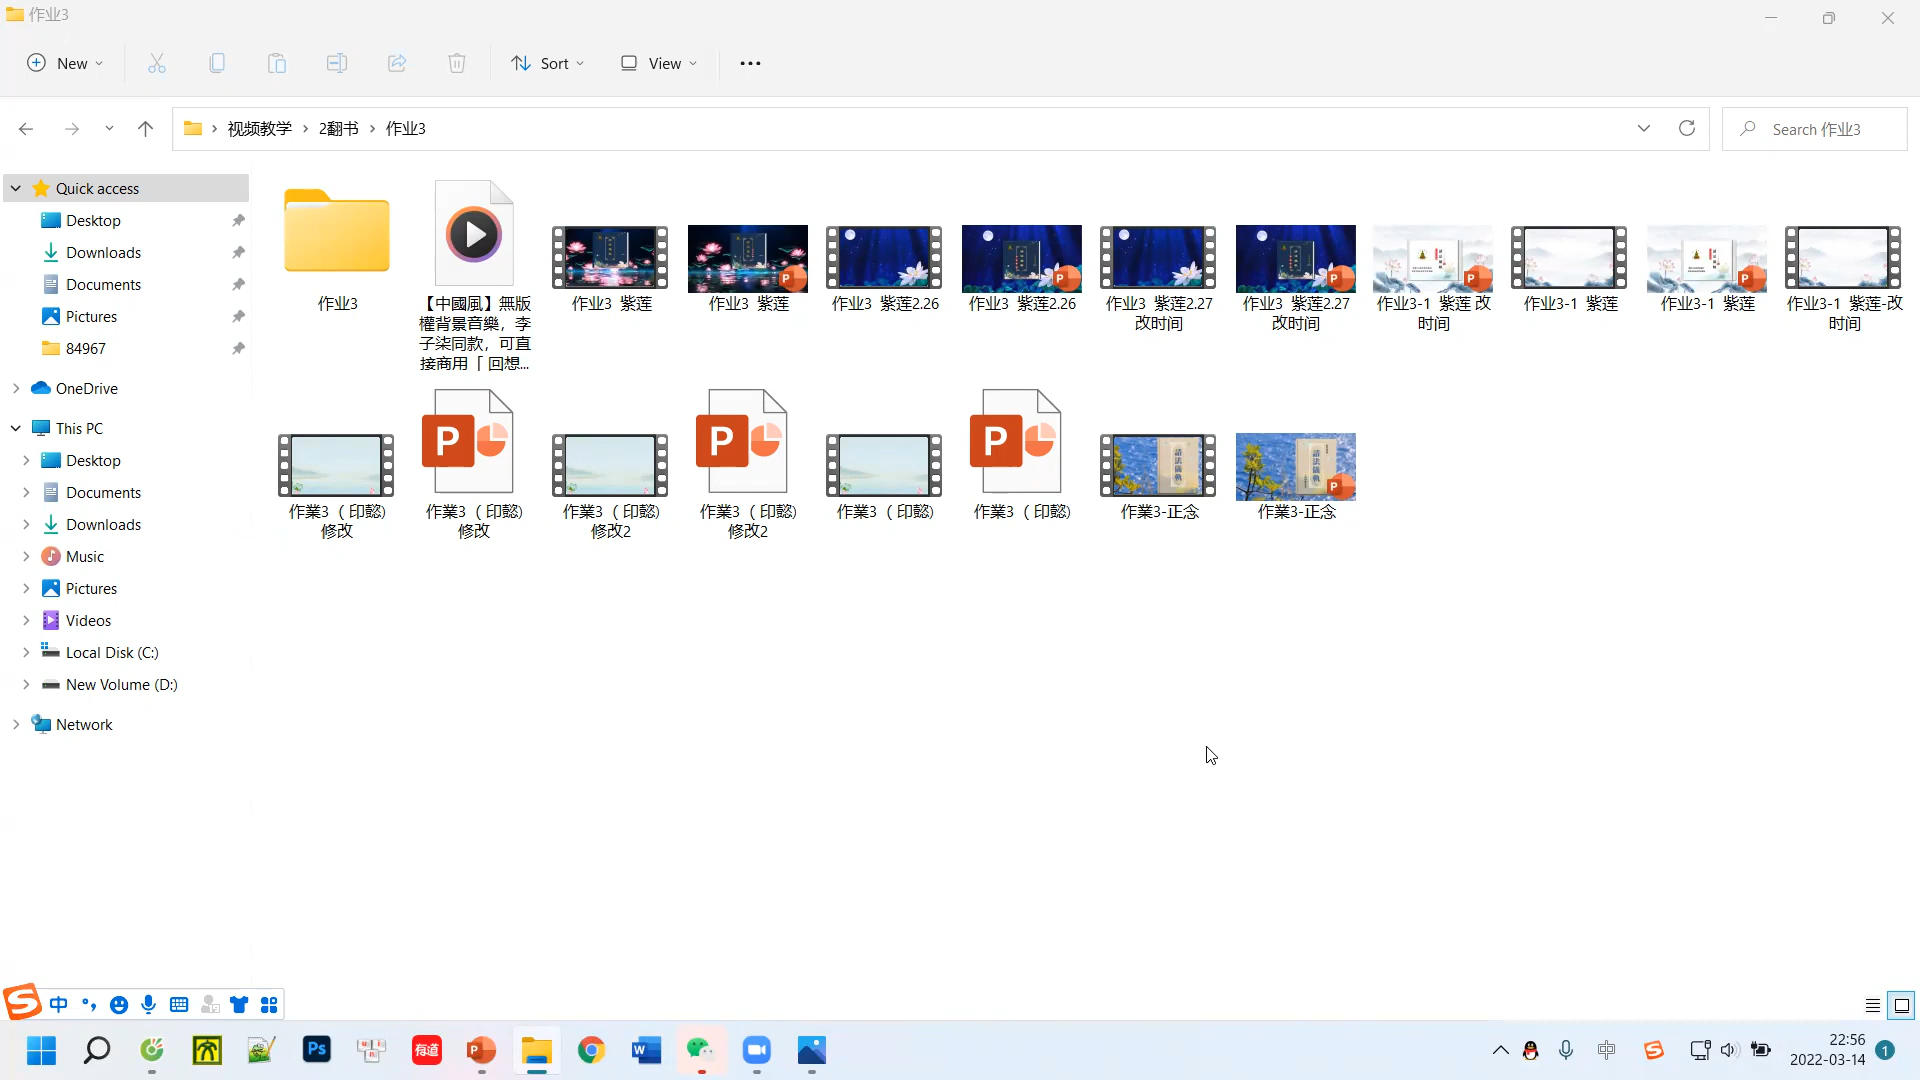 作业3
New
Sort
View
视频教学
2翻书
作业3
Search 作业3
Quick access
Desktop
Downloads
Documents
Pictures
84967
OneDrive
This PC
Desktop
Documents
Downloads
Music
Pictures
Videos
Local Disk (C:)
New Volume (D:)
Network
作业3
【中國風】無版
權背景音樂，李
子柒同款，可直
接商用「 回想...
作业3 紫莲
作业3 紫莲
作业3 紫莲2.26
作业3 紫莲2.26
作业3 紫莲2.27
改时间
作业3 紫莲2.27
改时间
作业3-1 紫莲 改
时间
作业3-1 紫莲
作业3-1 紫莲
作业3-1 紫莲-改
时间
作業3（印懿)
修改
作業3（印懿)
修改
作業3（印懿)
修改2
作業3（印懿)
修改2
作業3（印懿)
作業3（印懿)
作業3-正念
作業3-正念
中
Ps
有道
中
22:56
2022-03-14
1